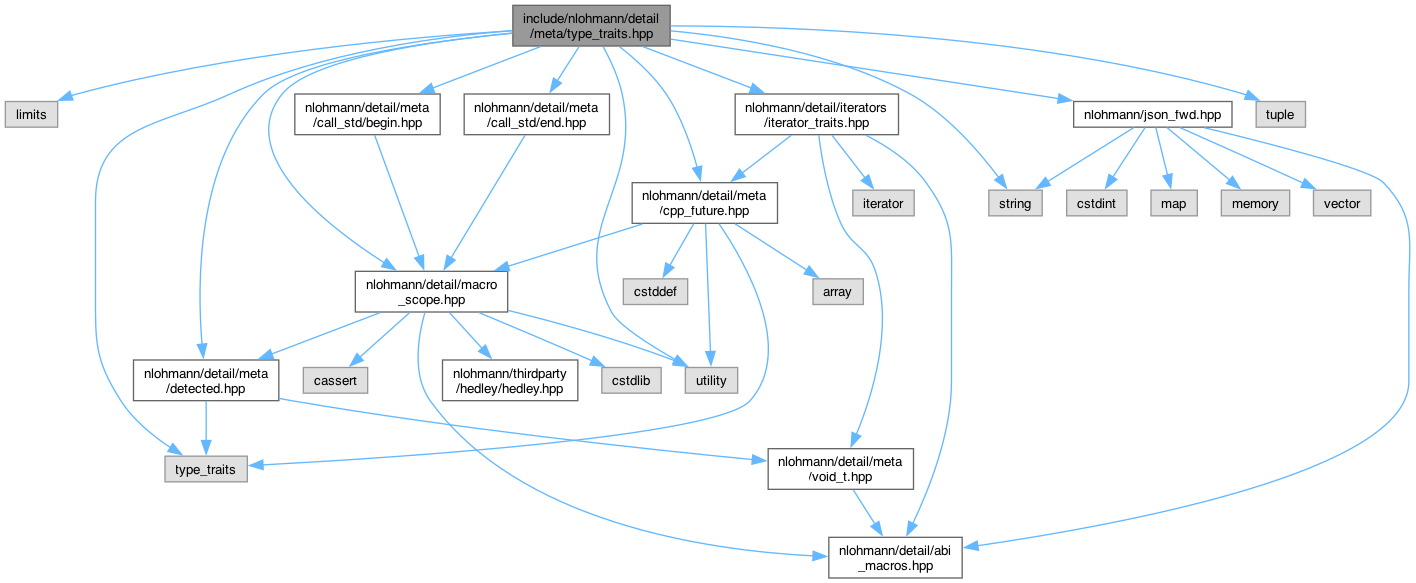 include/nlohmann/detail
/meta/type_traits.hpp
limits
nlohmann/detail/meta
/call_std/begin.hpp
nlohmann/detail/meta
/call_std/end.hpp
nlohmann/detail/iterators
/iterator_traits.hpp
nlohmann/json_fwd.hpp
tuple
nlohmann/detail/meta
/cpp_future.hpp
iterator
string
cstdint
map
memory
vector
nlohmann/detail/macro
_scope.hpp
cstddef
array
nlohmann/detail/meta
/detected.hpp
cassert
nlohmann/thirdparty
/hedley/hedley.hpp
cstdlib
utility
type_traits
nlohmann/detail/meta
/void_t.hpp
nlohmann/detail/abi
_macros.hpp